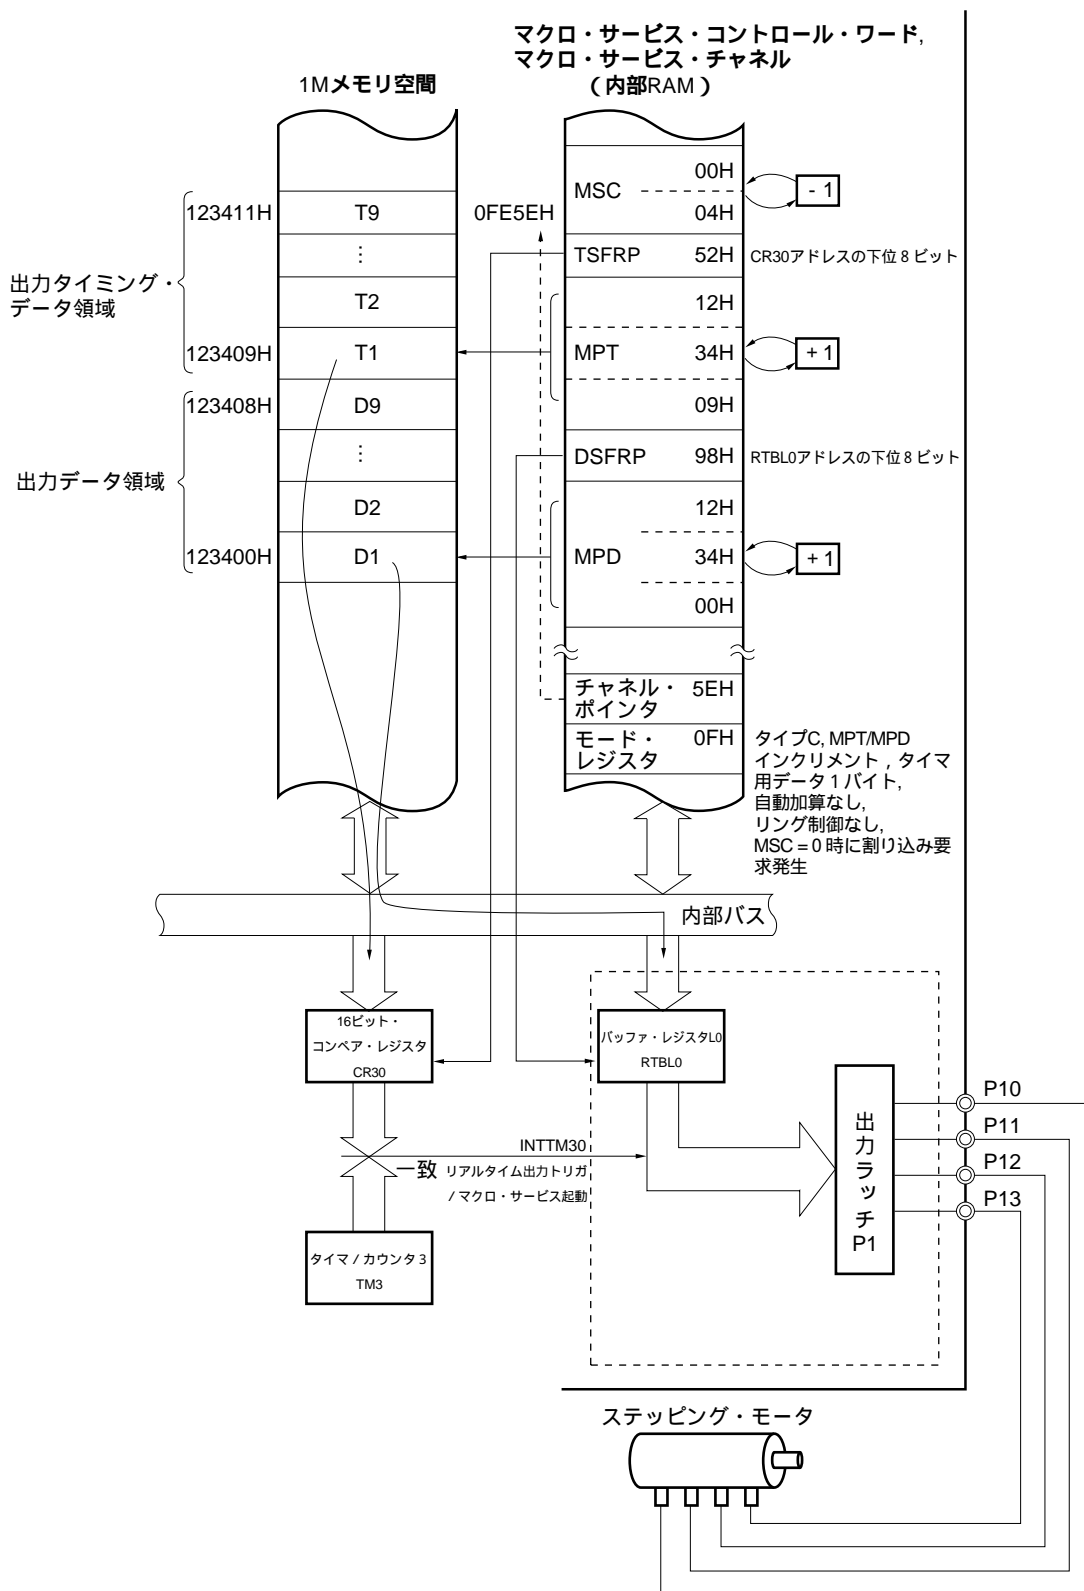 マクロ・サービス・コントロール・ワード,
マクロ・サービス・チャネル
(内部RAM)
1Mメモリ空間
00H
MSC
- 1
04H
123411H
T9
0FE5EH
⋮
TSFRP
52H
CR30アドレスの下位8ビット
出力タイミング・
データ領域
T2
12H
123409H
T1
MPT
34H
+ 1
123408H
D9
09H
⋮
DSFRP
98H
RTBL0アドレスの下位8ビット
出力データ領域
D2
12H
123400H
D1
MPD
34H
+ 1
00H
チャネル・
ポインタ
5EH
モード・
レジスタ
0FH
タイプC, MPT/MPD
インクリメント,タイマ
用データ1バイト,
自動加算なし,
リング制御なし,
MSC = 0 時に割り込み要
求発生
内部バス
16ビット・
コンペア・レジスタ
CR30
バッファ・レジスタL0
RTBL0
INTTM30
一致
リアルタイム出力トリガ
/マクロ・サービス起動
タイマ/カウンタ3
TM3
出力ラッチ
P1
P10
P11
P12
P13
ステッピング・モータ